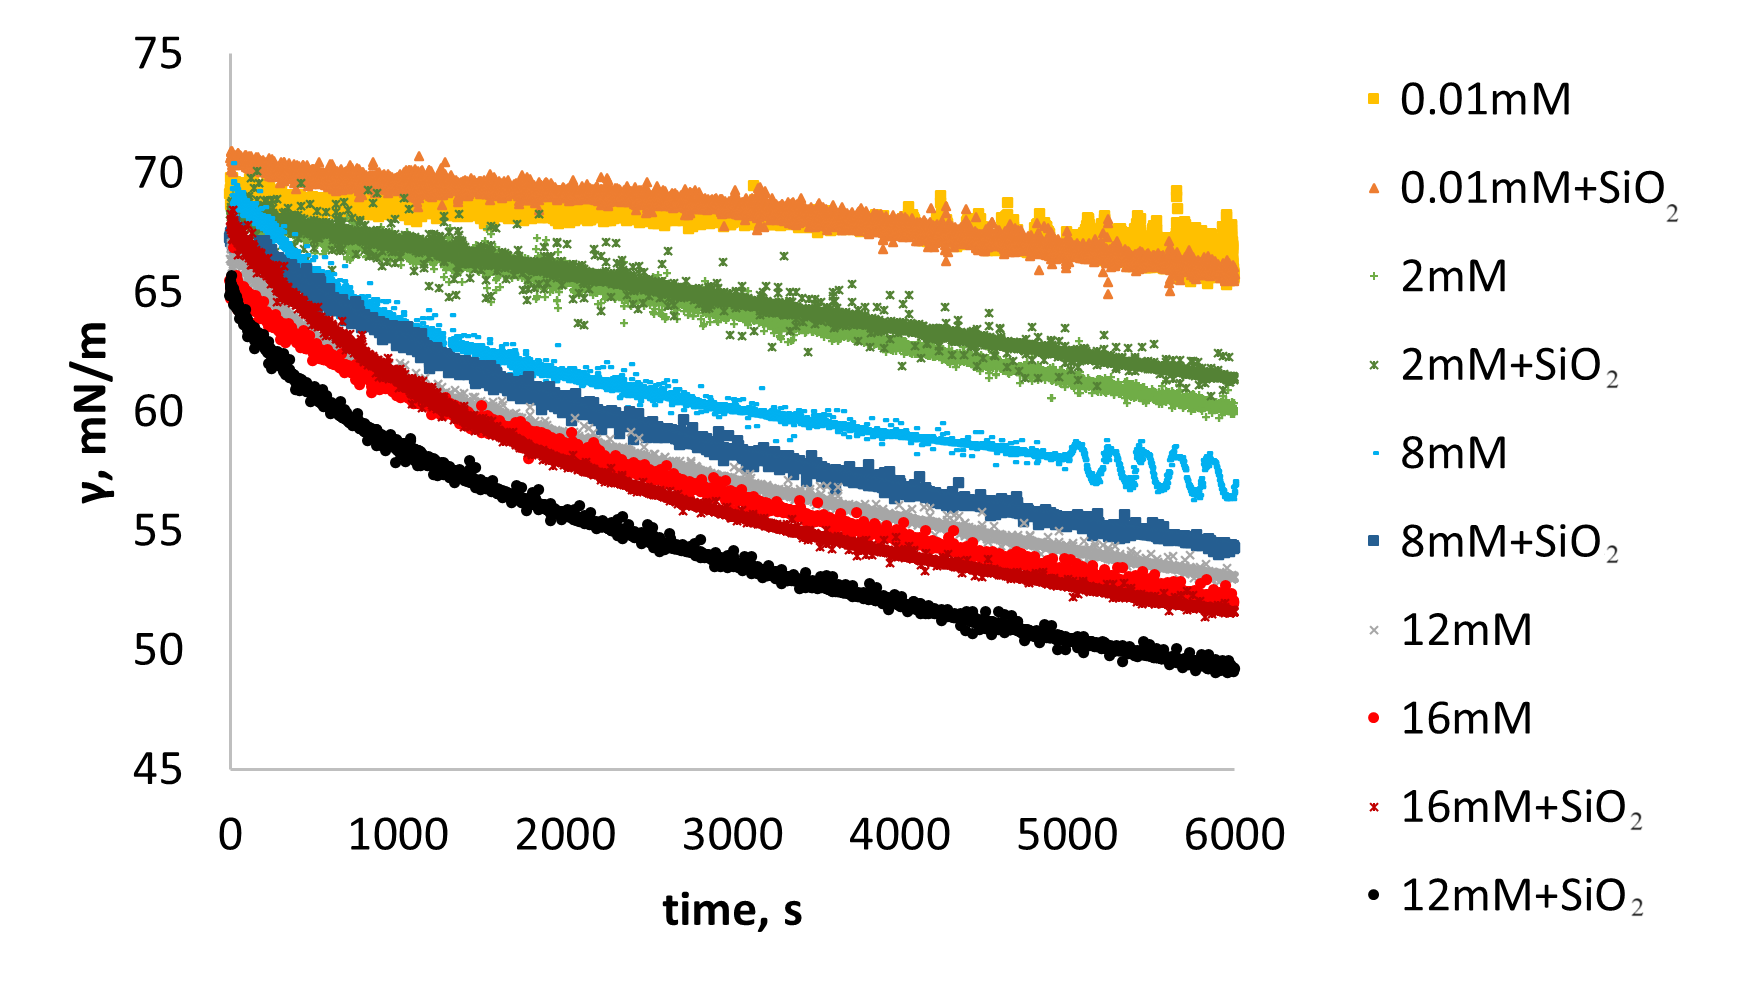 75
70
65
60
55
50
45
γ, mN/m
0 1000 2000 3000 4000 5000 6000
time, s
0.01mM
0.01mM+SiO₂
2mM
2mM+SiO₂
8mM
8mM+SiO₂
12mM
16mM
16mM+SiO₂
12mM+SiO₂